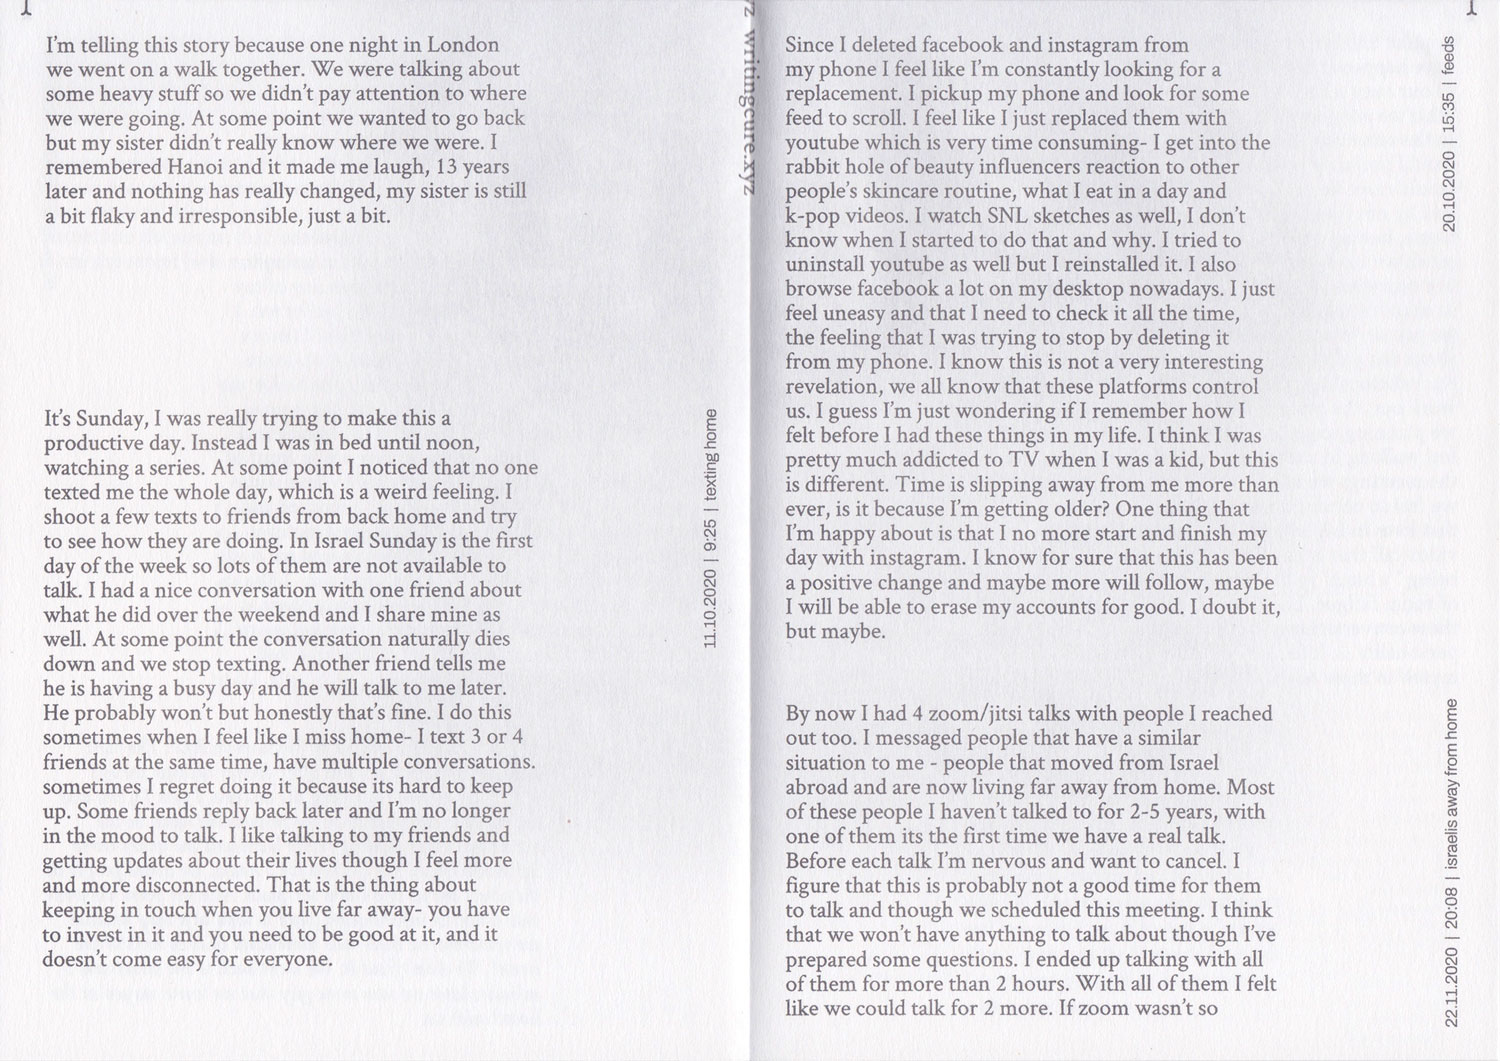 I'm telling this story because one night in London
we went on a walk together. We were talking about
some heavy stuff so we didn't pay attention to where
we were going. At some point we wanted to go back
but my sister didn't really know where we were. I
remembered Hanoi and it made me laugh, 13 years
later and nothing has really changed, my sister is still
a bit flaky and irresponsible, just a bit.
It's Sunday, I was really trying to make this a
productive day. Instead I was in bed until noon,
watching a series. At some point I noticed that no one
texted me the whole day, which is a weird feeling. I
shoot a few texts to friends from back home and try
to see how they are doing. In Israel Sunday is the first
day of the week so lots of them are not available to
talk. I had a nice conversation with one friend about
what he did over the weekend and I share mine as
well. At some point the conversation naturally dies
down and we stop texting. Another friend tells me
he is having a busy day and he will talk to me later.
He probably won't but honestly that's fine. I do this
sometimes when I feel like I miss home- I text 3 or 4
friends at the same time, have multiple conversations.
sometimes I regret doing it because its hard to keep
up. Some friends reply back later and I'm no longer
in the mood to talk. I like talking to my friends and
getting updates about their lives though I feel more
and more disconnected. That is the thing about
keeping in touch when you live far away- you have
to invest in it and you need to be good at it, and it
doesn't come easy for everyone.
11.10.2020 | 9:25 | texting home
writingcure.xyz
Since I deleted facebook and instagram from
my phone I feel like I'm constantly looking for a
replacement. I pickup my phone and look for some
feed to scroll. I feel like I just replaced them with
youtube which is very time consuming- I get into the
rabbit hole of beauty influencers reaction to other
people's skincare routine, what I eat in a day and
k-pop videos. I watch SNL sketches as well, I don't
know when I started to do that and why. I tried to
uninstall youtube as well but I reinstalled it. I also
browse facebook a lot on my desktop nowadays. I just
feel uneasy and that I need to check it all the time,
the feeling that I was trying to stop by deleting it
from my phone. I know this is not a very interesting
revelation, we all know that these platforms control
us. I guess I'm just wondering if I remember how I
felt before I had these things in my life. I think I was
pretty much addicted to TV when I was a kid, but this
is different. Time is slipping away from me more than
ever, is it because I'm getting older? One thing that
I'm happy about is that I no more start and finish my
day with instagram. I know for sure that this has been
a positive change and maybe more will follow, maybe
I will be able to erase my accounts for good. I doubt it,
but maybe.
20.10.2020 | 15:35 | feeds
By now I had 4 zoom/jitsi talks with people I reached
out too. I messaged people that have a similar
situation to me - people that moved from Israel
abroad and are now living far away from home. Most
of these people I haven't talked to for 2-5 years, with
one of them its the first time we have a real talk.
Before each talk I'm nervous and want to cancel. I
figure that this is probably not a good time for them
to talk and though we scheduled this meeting. I think
that we won't have anything to talk about though I've
prepared some questions. I ended up talking with all
of them for more than 2 hours. With all of them I felt
like we could talk for 2 more. If zoom wasn't so
22.11.2020 | 20:08 | israelis away from home